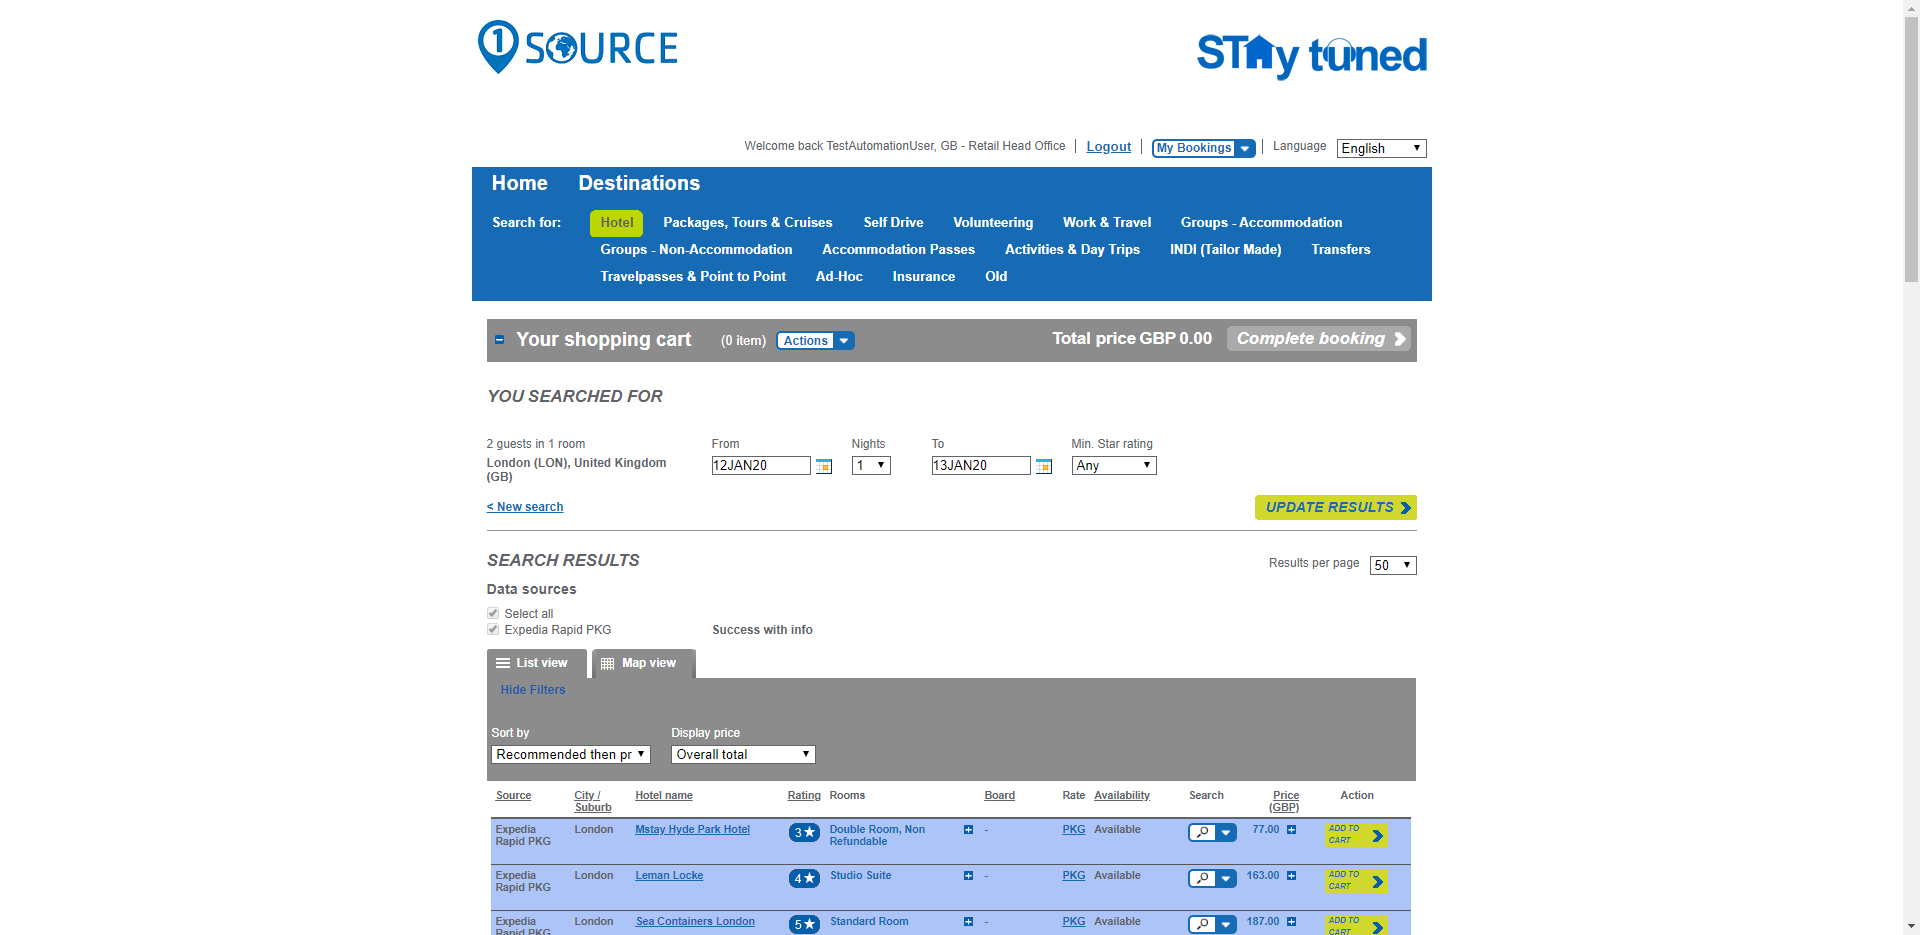 1 SOURCE
STAy tuned
Welcome back TestAutomationUser, GB - Retail Head Office Logout My Bookings Language English
Home Destinations
Search for: Hotel Packages, Tours & Cruises Self Drive Volunteering Work & Travel Groups - Accommodation
Groups - Non-Accommodation Accommodation Passes Activities & Day Trips INDI (Tailor Made) Transfers
Travelpasses & Point to Point Ad-Hoc Insurance Old
Your shopping cart (0 item) Actions Total price GBP 0.00 Complete booking
YOU SEARCHED FOR
2 guests in 1 room From Nights To Min. Star rating
London (LON), United Kingdom 12JAN20 1 13JAN20 Any
(GB)
< New search UPDATE RESULTS
SEARCH RESULTS Results per page 50
Data sources
Select all
Expedia Rapid PKG Success with info
List view Map view
Hide Filters
Sort by Display price
Recommended then pr Overall total
Source City / Hotel name Rating Rooms Board Rate Availability Search Price Action
Suburb (GBP)
Expedia London Mstay Hyde Park Hotel 3 Double Room, Non - PKG Available 77.00 ADD TO
Rapid PKG Refundable CART
Expedia London Leman Locke 4 Studio Suite - PKG Available 163.00 ADD TO
Rapid PKG CART
Expedia London Sea Containers London 5 Standard Room - PKG Available 187.00 ADD TO
Rapid PKG CART